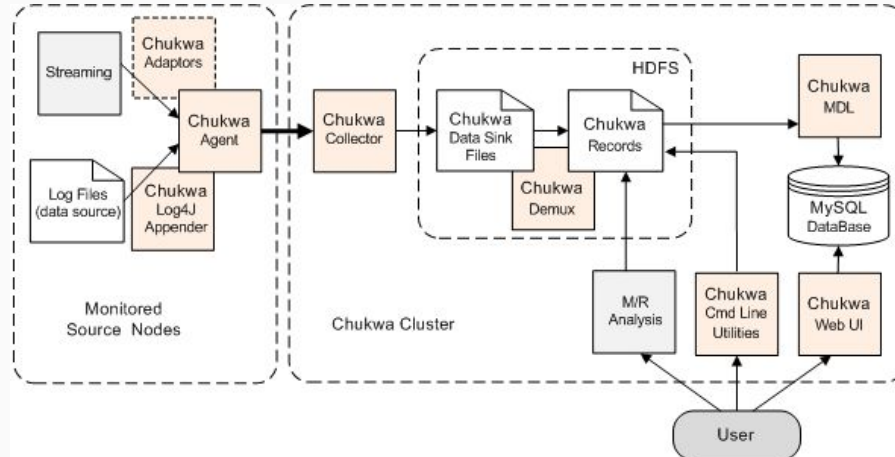 Streaming
Chukwa
Adaptors
Chukwa
Agent
Log Files
(data source)
Chukwa
Log4J
Appender
Monitored
Source Nodes
HDFS
Chukwa
Collector
Chukwa
Data Sink
Files
Chukwa
Records
Chukwa
Demux
Chukwa
MDL
MySQL
DataBase
Chukwa Cluster
M/R
Analysis
Chukwa
Cmd Line
Utilities
Chukwa
Web UI
User